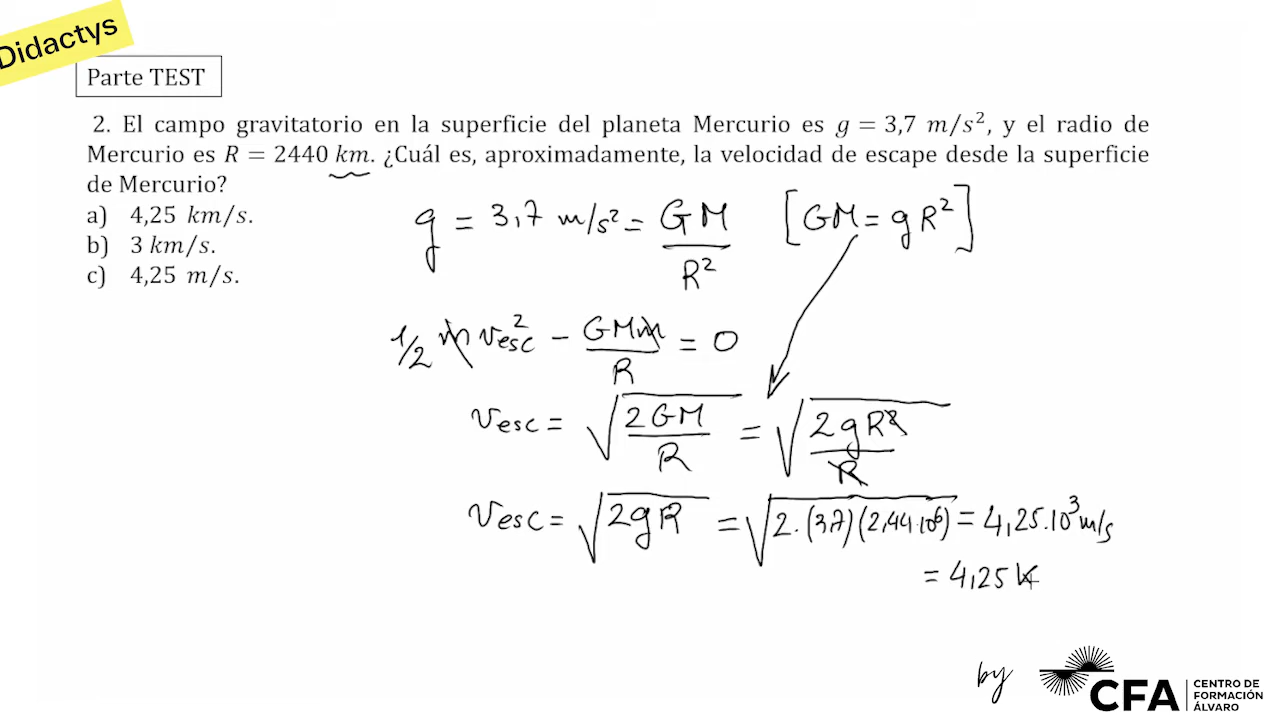 Didactys
Parte TEST
2. El campo gravitatorio en la superficie del planeta Mercurio es g = 3,7 m/s², y el radio de
Mercurio es R = 2440 km. ¿Cuál es, aproximadamente, la velocidad de escape desde la superficie
de Mercurio?
a) 4,25 km/s.
b) 3 km/s.
c) 4,25 m/s.
g = 3,7 m/s² = GM/R² [GM = gR²]
1/2 m vesc² - GMm/R = 0
vesc = √(2GM/R) = √(2gR²/R)
vesc = √(2gR) = √(2·(3,7)(2,44·10⁶)) = 4,25·10³ m/s
= 4,25 k
by
CFA
CENTRO DE
FORMACIÓN
ÁLVARO